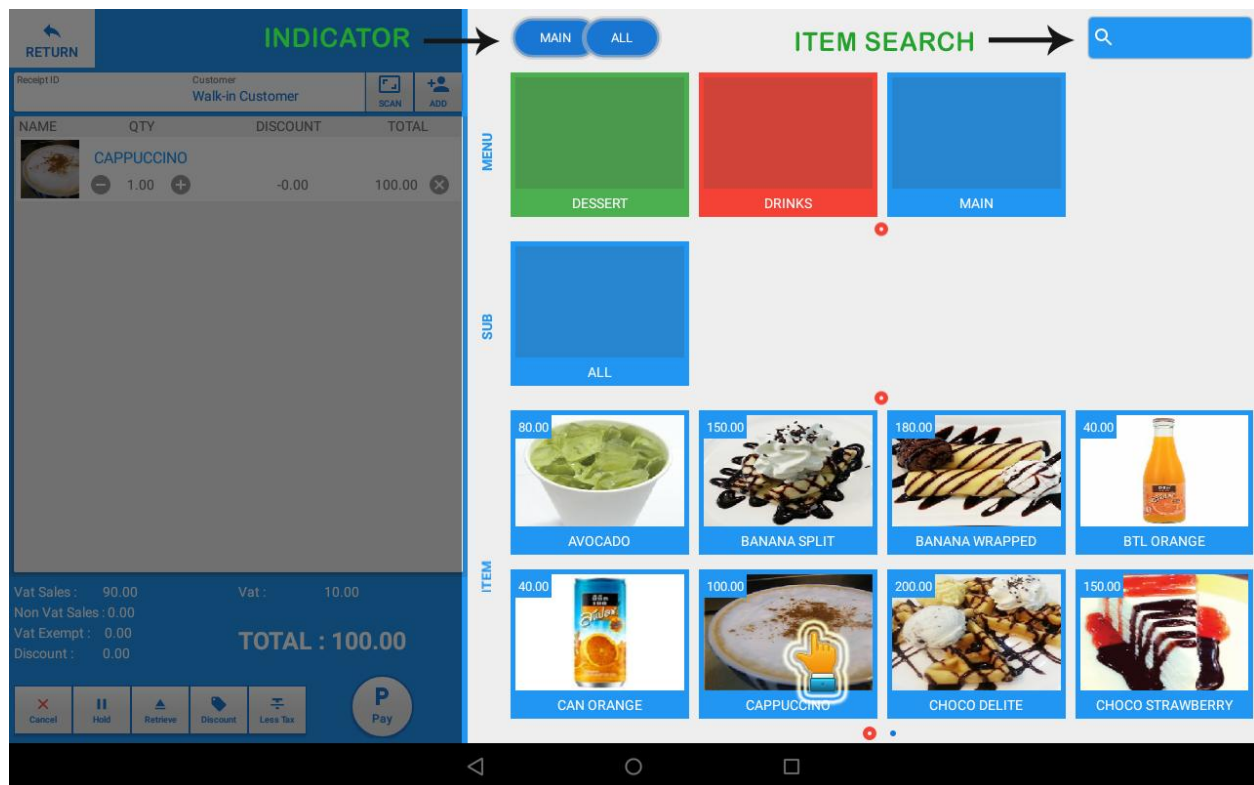 RETURN
INDICATOR
MAIN ALL
ITEM SEARCH
Receipt ID
Customer
Walk-in Customer
SCAN
ADD
NAME QTY DISCOUNT TOTAL
CAPPUCCINO
1.00 -0.00 100.00
Vat Sales : 90.00 Vat : 10.00
Non Vat Sales : 0.00
Vat Exempt : 0.00
Discount : 0.00
TOTAL : 100.00
Cancel
Hold
Retrieve
Discount
Less Tax
P
Pay
MENU
DESSERT
DRINKS
MAIN
SUB
ALL
ITEM
80.00
AVOCADO
150.00
BANANA SPLIT
180.00
BANANA WRAPPED
40.00
BTL ORANGE
40.00
CAN ORANGE
100.00
CAPPUCCINO
200.00
CHOCO DELITE
150.00
CHOCO STRAWBERRY